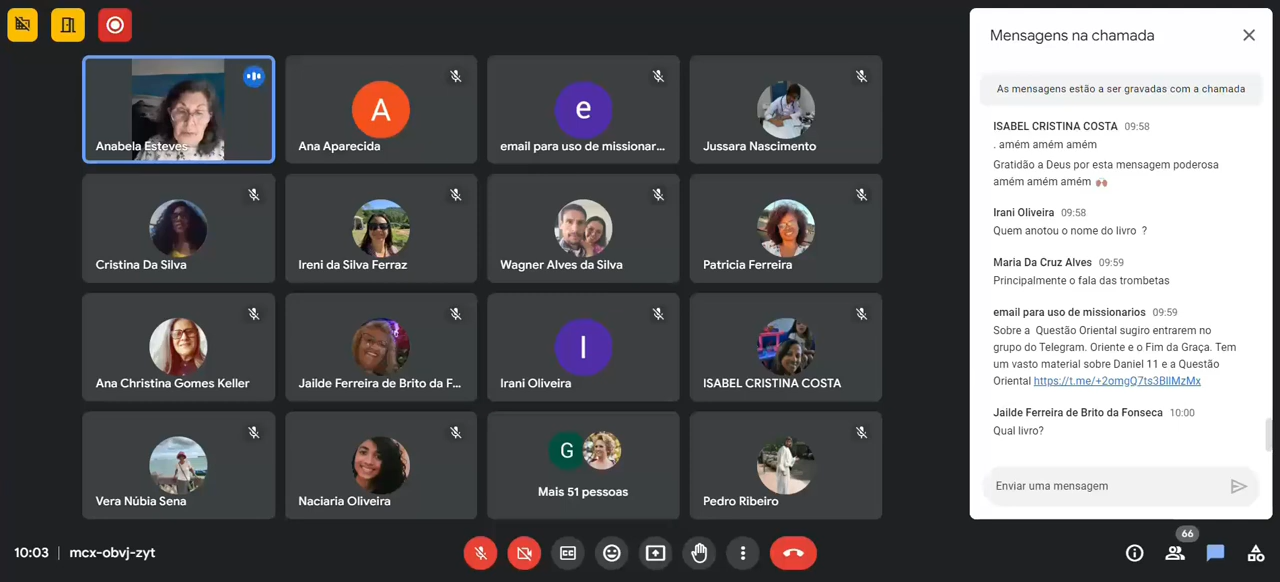 Anabela Esteves
A
Ana Aparecida
e
email para uso de missionar...
Jussara Nascimento
Cristina Da Silva
Ireni da Silva Ferraz
Wagner Alves da Silva
Patricia Ferreira
Ana Christina Gomes Keller
Jailde Ferreira de Brito da F...
I
Irani Oliveira
ISABEL CRISTINA COSTA
Vera Núbia Sena
Naciaria Oliveira
G
Mais 51 pessoas
Pedro Ribeiro
Mensagens na chamada
As mensagens estão a ser gravadas com a chamada
ISABEL CRISTINA COSTA 09:58
. amém amém amém
Gratidão a Deus por esta mensagem poderosa
amém amém amém 🙌🏽
Irani Oliveira 09:58
Quem anotou o nome do livro ?
Maria Da Cruz Alves 09:59
Principalmente o fala das trombetas
email para uso de missionarios 09:59
Sobre a Questão Oriental sugiro entrarem no
grupo do Telegram. Oriente e o Fim da Graça. Tem
um vasto material sobre Daniel 11 e a Questão
Oriental https://t.me/+2omgQ7ts3BlIMzMx
Jailde Ferreira de Brito da Fonseca 10:00
Qual livro?
Enviar uma mensagem
10:03 | mcx-obvj-zyt
66